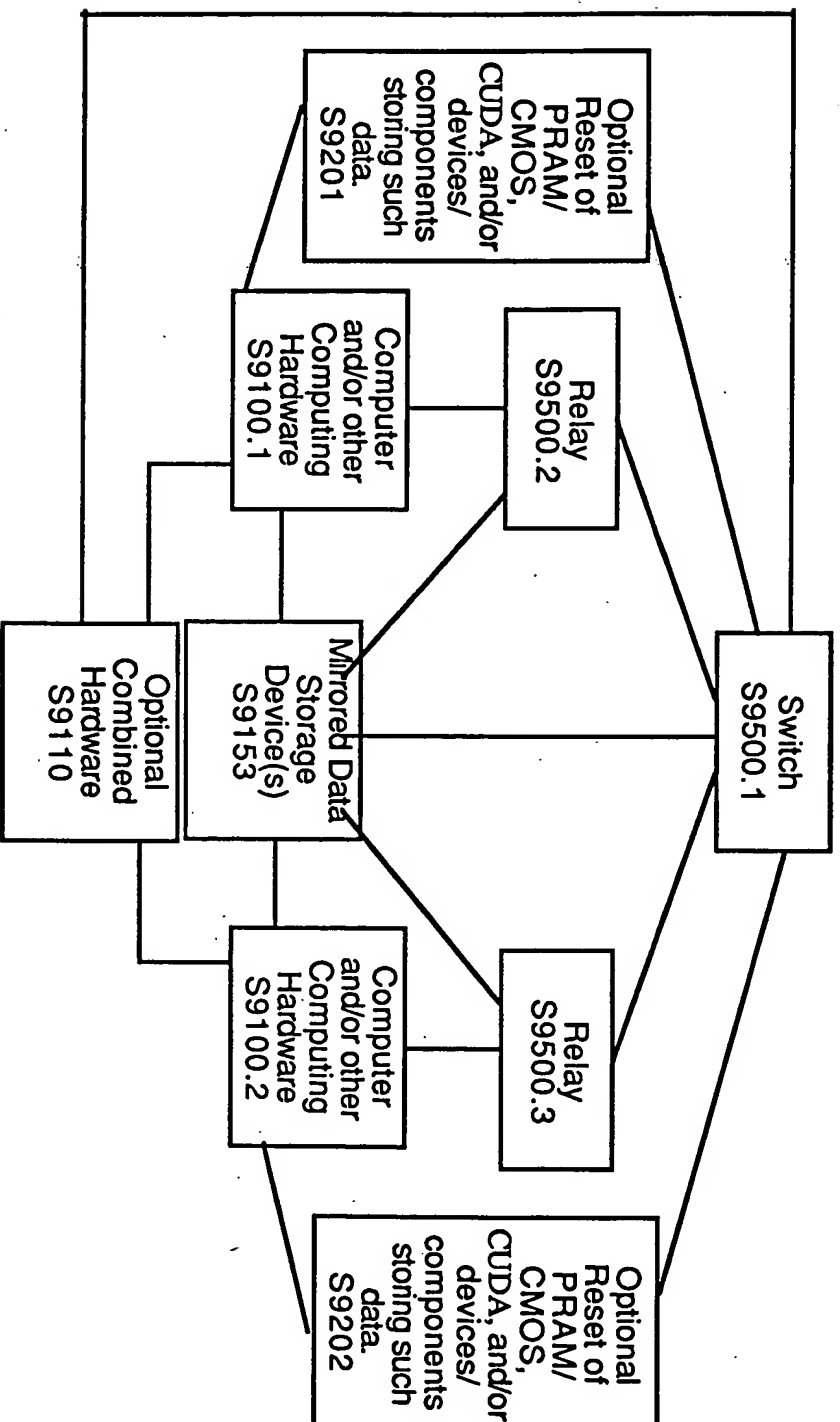 Switch
S9500.1
Optional
Reset of
PRAM/
CMOS,
CUDA, and/or
devices/
components
storing such
data.
S9201
Relay
S9500.2
Relay
S9500.3
Optional
Reset of
PRAM/
CMOS,
CUDA, and/or
devices/
components
storing such
data.
S9202
Computer
and/or other
Computing
Hardware
S9100.1
Mirrored Data
Storage
Device(s)
S9153
Computer
and/or other
Computing
Hardware
S9100.2
Optional
Combined
Hardware
S9110